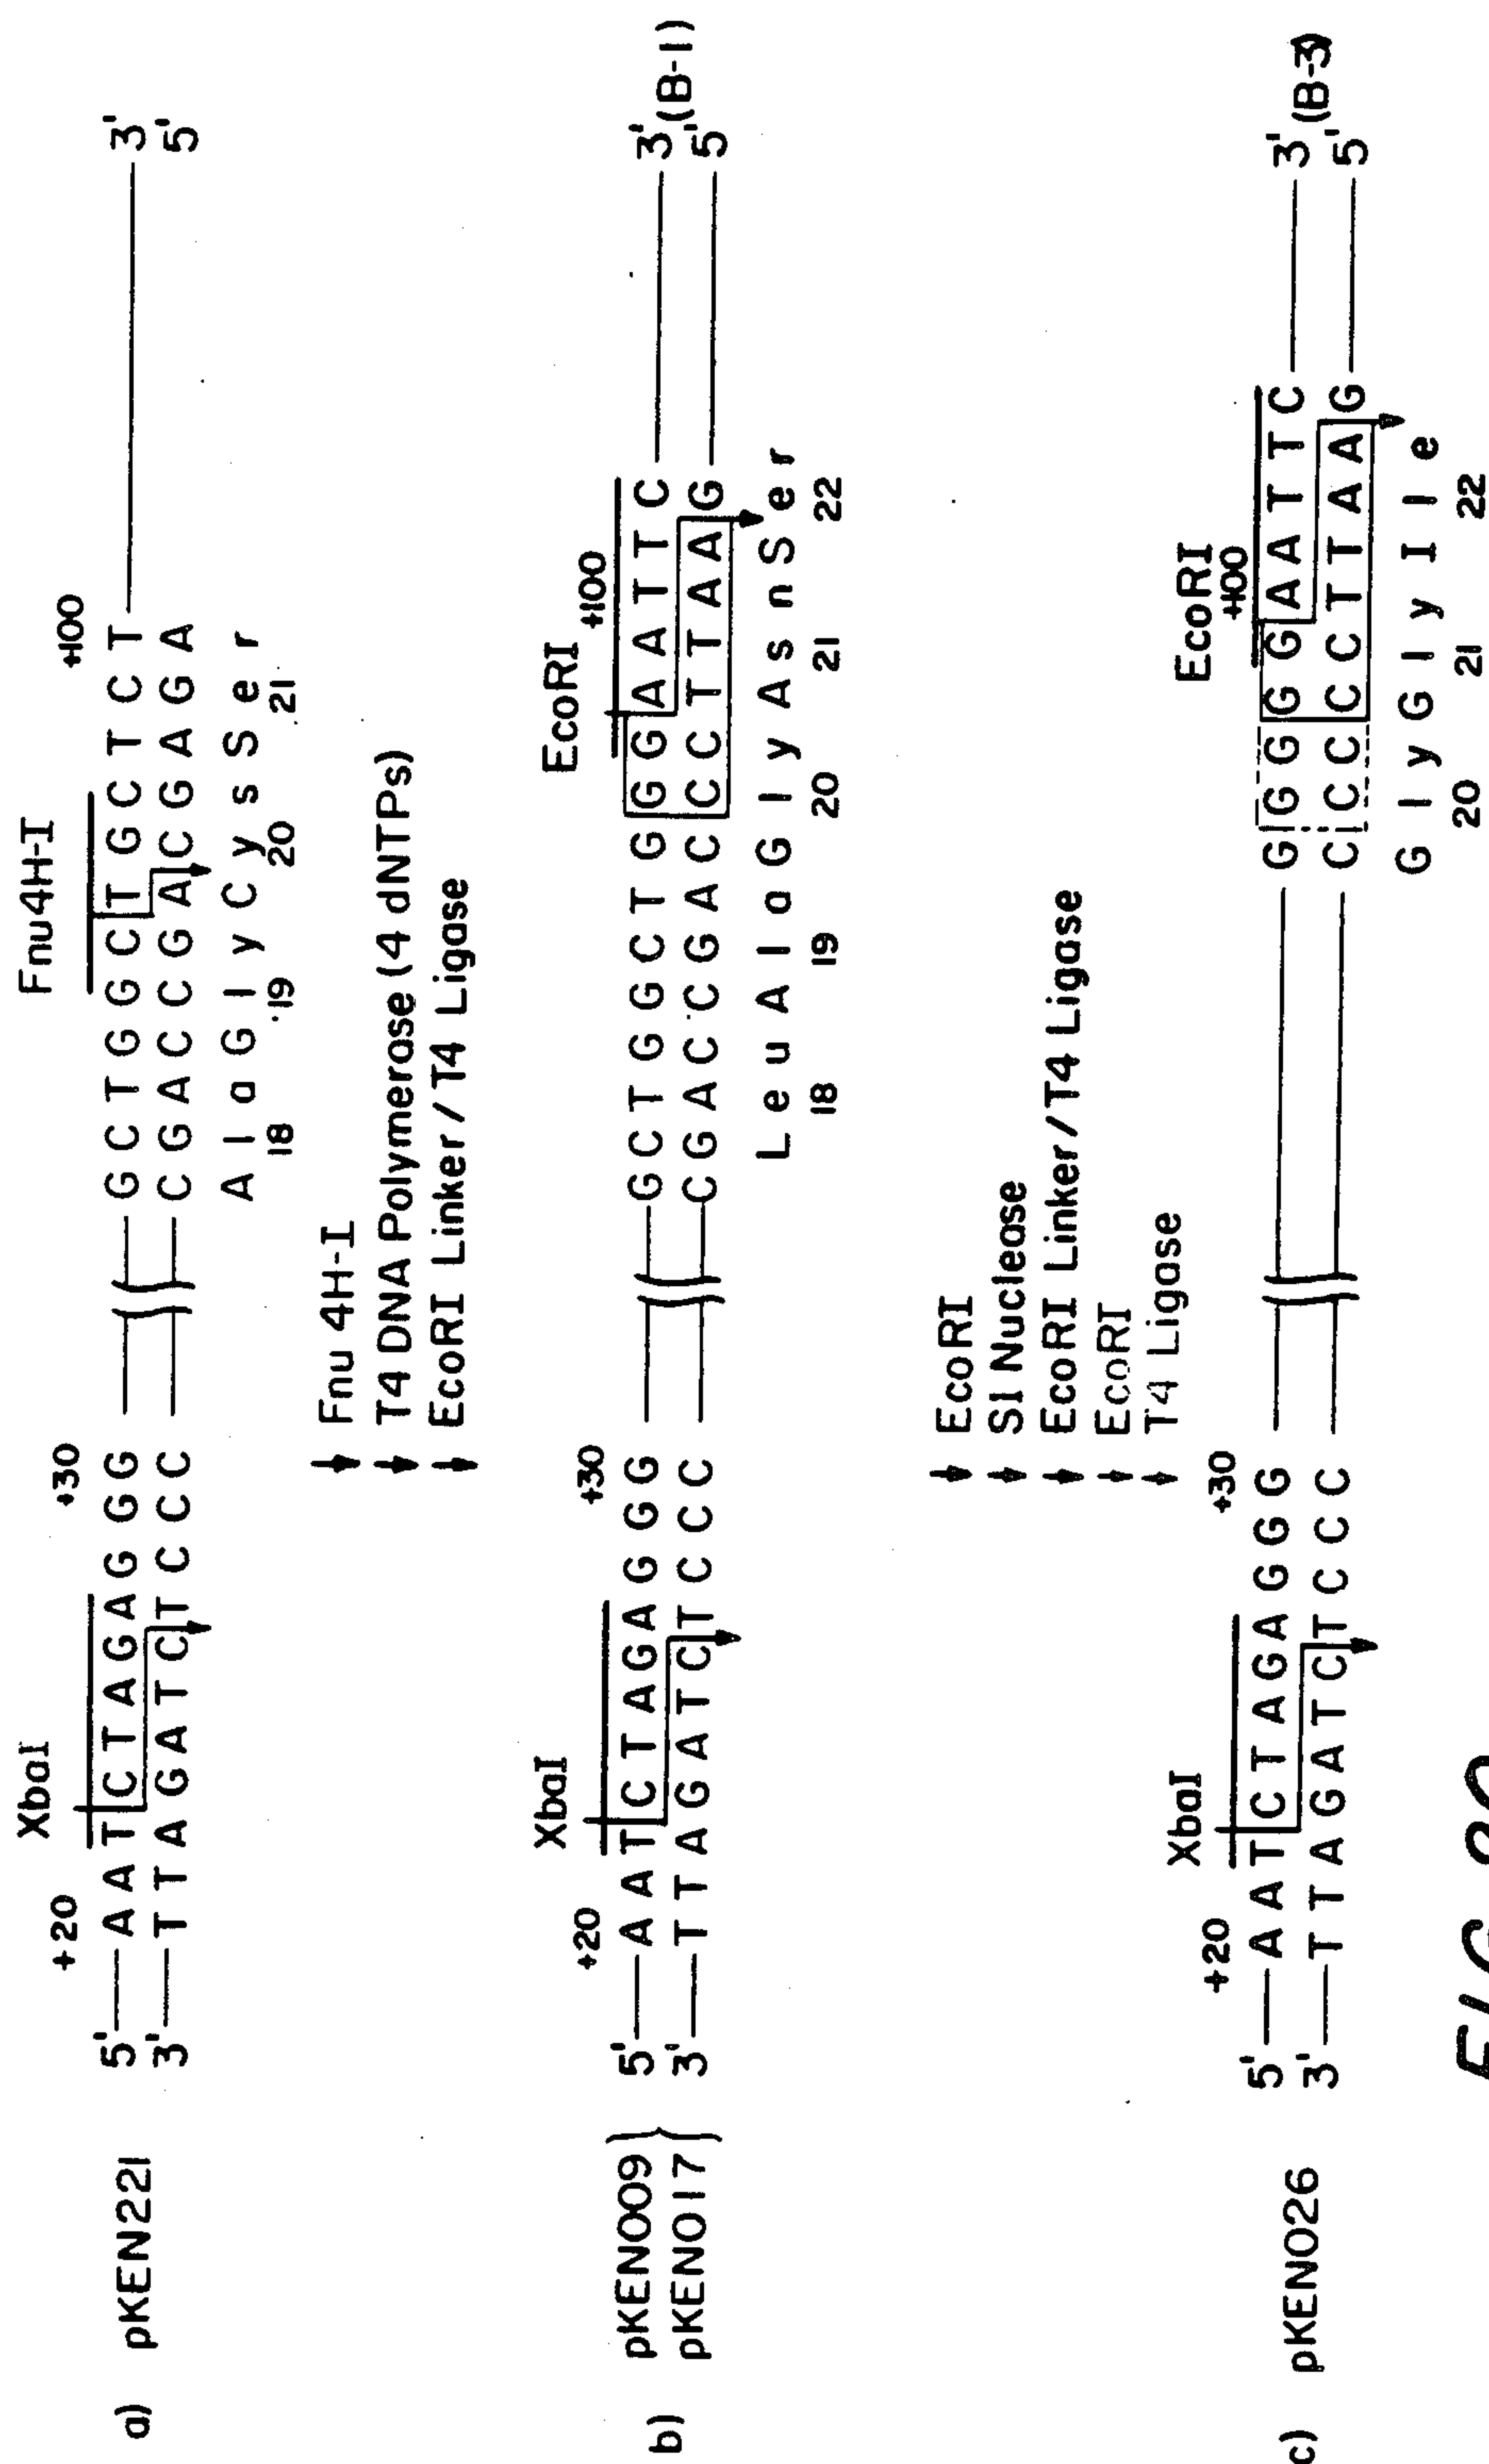 XbaI Fnu4H-I
+20 +30 +100
a) pKEN221 5' A A T C T A G A G G G G C T G G C T G C T C T 3'
3' T T A G A T C T C C C C G A C C G A C G A G A 5'
A l a G l y C y s S e r
18 19 20 21
Fnu 4H-I
T4 DNA Polymerase (4 dNTPs)
EcoRI Linker/T4 Ligase
XbaI EcoRI
+20 +30 +100
b) pKEN009 5' A A T C T A G A G G G G C T G G C T G G G A A T T C 3' (B-1)
pKEN017 3' T T A G A T C T C C C C G A C C G A C C C T T A A G 5'
L e u A l a G l y A s n S e r
18 19 20 21 22
EcoRI
S1 Nuclease
EcoRI Linker/T4 Ligase
EcoRI
T4 Ligase
XbaI EcoRI
+20 +30 +100
c) pKEN026 5' A A T C T A G A G G G G G G G G A A T T C 3' (B-3)
3' T T A G A T C T C C C C C C C C T T A A G 5'
G l y G l y I l e
20 21 22